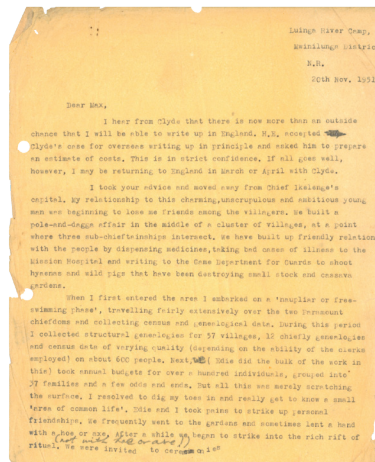 Luinga River Camp,
Mwinilunga District
N.R.
20th Nov. 1951
Dear Max,
I hear from Clyde that there is now more than an outside
chance that I will be able to write up in England. H.E. accepted
Clyde's case for overseas writing up in principle and asked him to prepare
an estimate of costs. This is in strict confidence. If all goes well,
however, I may be returning to England in March or April with Clyde.
I took your advice and moved away from Chief Ikelenge's
capital. My relationship to this charming, unscrupulous and ambitious young
man was beginning to lose me friends among the villagers. We built a
pole-and-dagga affair in the middle of a cluster of villages, at a point
where three sub-chieftainships intersect. We have built up friendly relation
with the people by dispensing medicines, taking bad cases of illness to the
Mission Hospital and writing to the Game Department for Guards to shoot
hyaenas and wild pigs that have been destroying small stock and cassava
gardens.
When I first entered the area I embarked on a 'nauplier or free-
swimming phase', travelling fairly extensively over the two Paramount
chiefdoms and collecting census and genealogical data. During this period
I collected structural genealogies for 57 villages, 12 chiefly genealogies
and census data of varying quality (depending on the ability of the clerks
employed) on about 600 people. Next, ( Edie did the bulk of the work in
this) took annual budgets for over a hundred individuals, grouped into
37 families and a few odds and ends. But all this was merely scratching
the surface. I resolved to dig my toes in and really get to know a small
'area of common life'. Edie and I took pains to strike up personal
friendships. We frequently went to the gardens and sometimes lent a hand
with a hoe or axe. After a while we began to strike into the rich rift of
(not with hoe or axe!)
ritual. We were invited to ceremonies